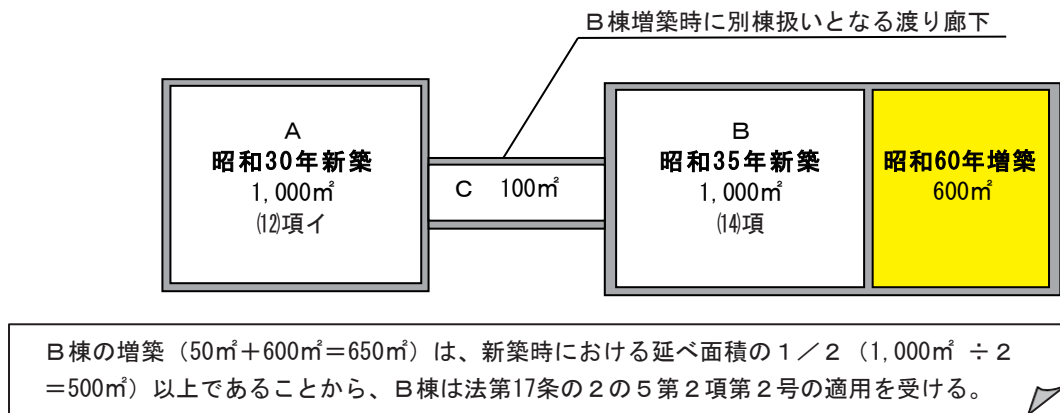 B棟増築時に別棟扱いとなる渡り廊下
A
昭和30年新築
1,000㎡
⑿項イ
C 100㎡
B
昭和35年新築
1,000㎡
⒁項
昭和60年増築
600㎡
B棟の増築(50㎡+600㎡=650㎡)は、新築時における延べ面積の1/2(1,000㎡ ÷2
=500㎡)以上であることから、B棟は法第17条の2の5第2項第2号の適用を受ける。